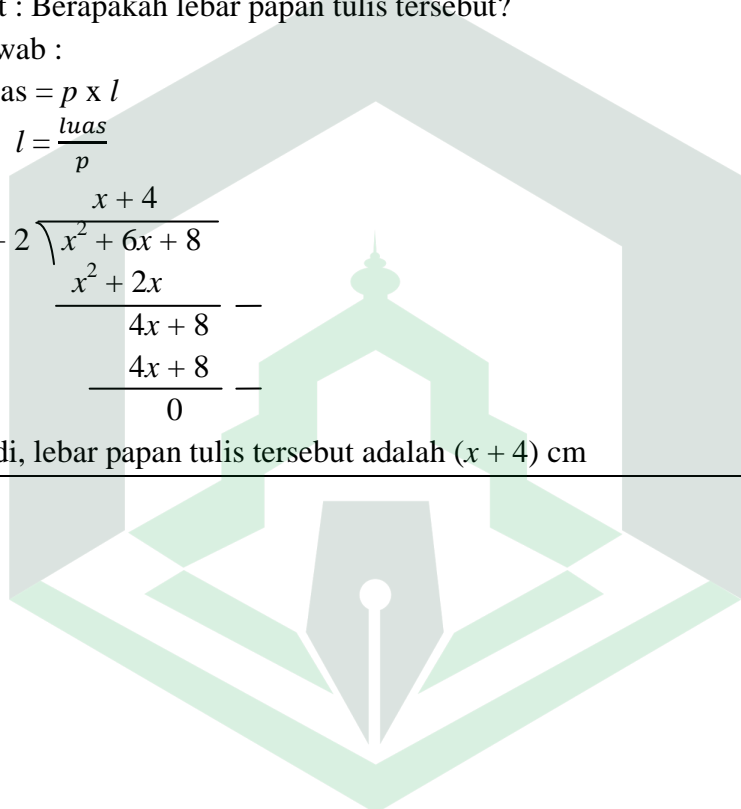 t : Berapakah lebar papan tulis tersebut?
wab :
as = p x l
l = luas/p
x + 4
- 2 √x² + 6x + 8
x² + 2x
—
4x + 8
4x + 8
—
0
di, lebar papan tulis tersebut adalah (x + 4) cm